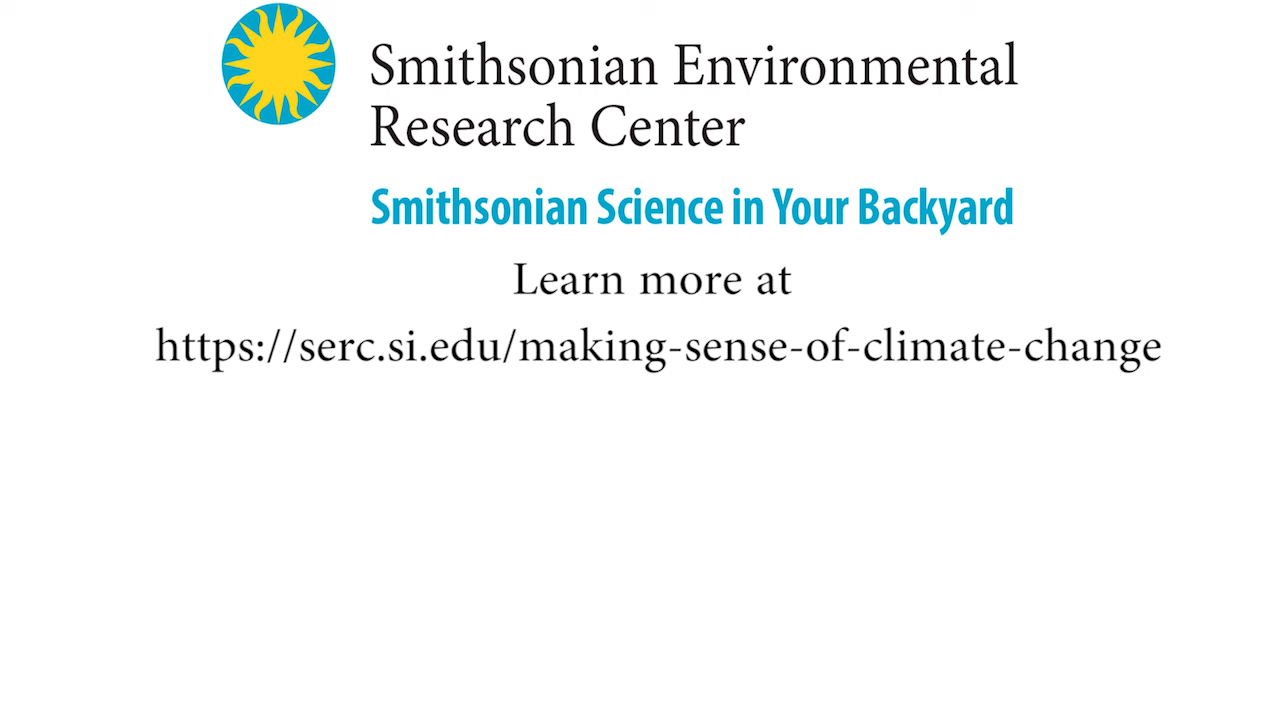 Smithsonian Environmental
Research Center
Smithsonian Science in Your Backyard
Learn more at
https://serc.si.edu/making-sense-of-climate-change